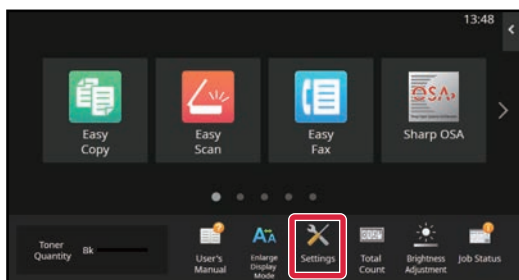 13:48
Easy
Copy
Easy
Scan
Easy
Fax
OSA
Sharp OSA
Toner
Quantity
Bk
User's
Manual
Enlarge
Display
Mode
Settings
Total
Count
Brightness
Adjustment
Job Status